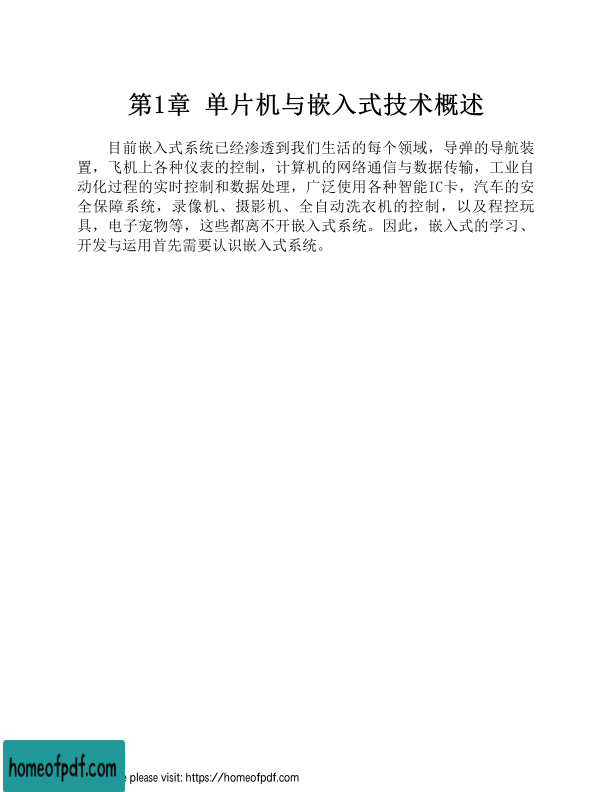 第1章 单片机与嵌入式技术概述
目前嵌入式系统已经渗透到我们生活的每个领域，导弹的导航装
置，飞机上各种仪表的控制，计算机的网络通信与数据传输，工业自
动化过程的实时控制和数据处理，广泛使用各种智能IC卡，汽车的安
全保障系统，录像机、摄影机、全自动洗衣机的控制，以及程控玩
具，电子宠物等，这些都离不开嵌入式系统。因此，嵌入式的学习、
开发与运用首先需要认识嵌入式系统。
homeofpdf.com
please visit: https://homeofpdf.com